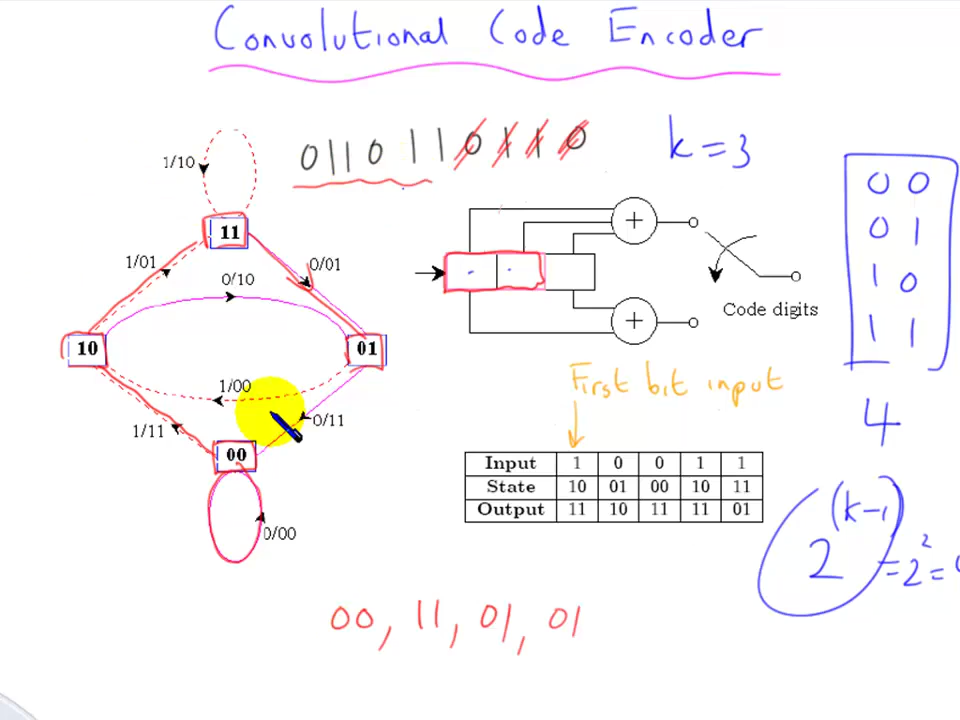 Convolutional Code Encoder
0110110110
k=3
1/10
11
1/01
0/01
0/10
10
01
1/00
1/11
0/11
00
0/00
Code digits
First bit input
Input 1 0 0 1 1
State 10 01 00 10 11
Output 11 10 11 11 01
00
01
10
11
4
2^(k-1) = 2^2 =
00, 11, 01, 01